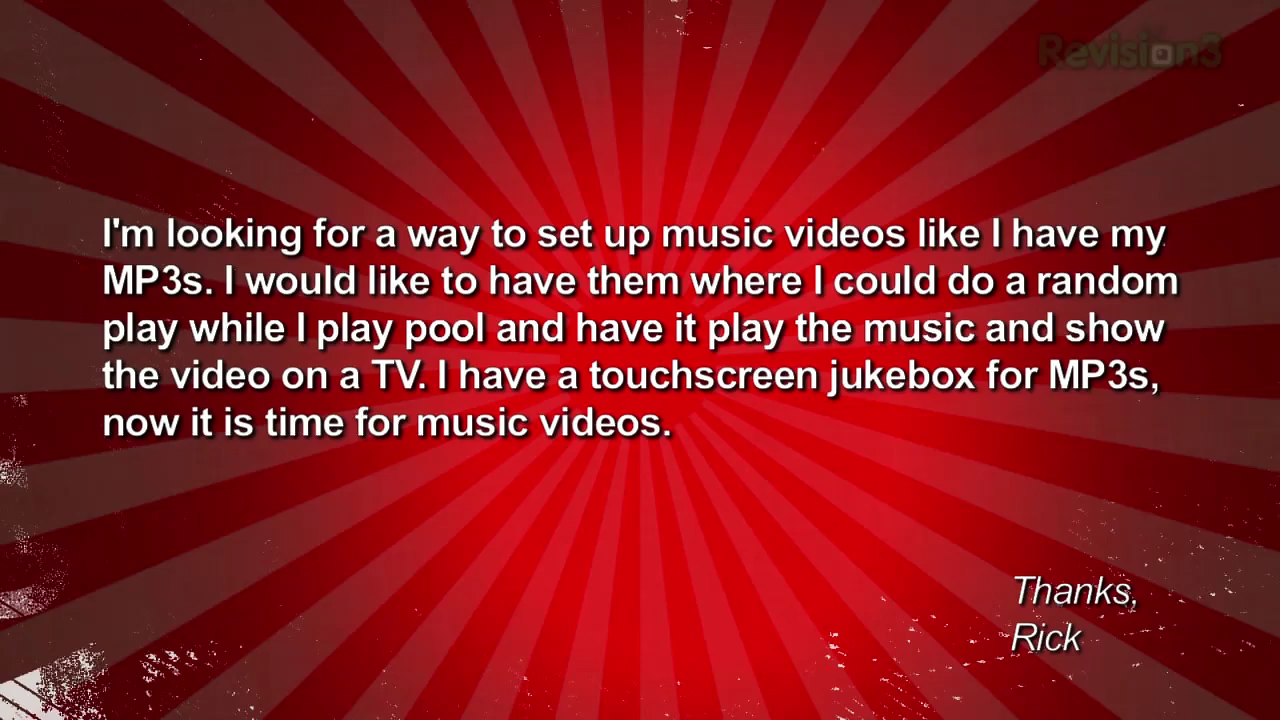 Revision3
I'm looking for a way to set up music videos like I have my
MP3s. I would like to have them where I could do a random
play while I play pool and have it play the music and show
the video on a TV. I have a touchscreen jukebox for MP3s,
now it is time for music videos.
Thanks,
Rick